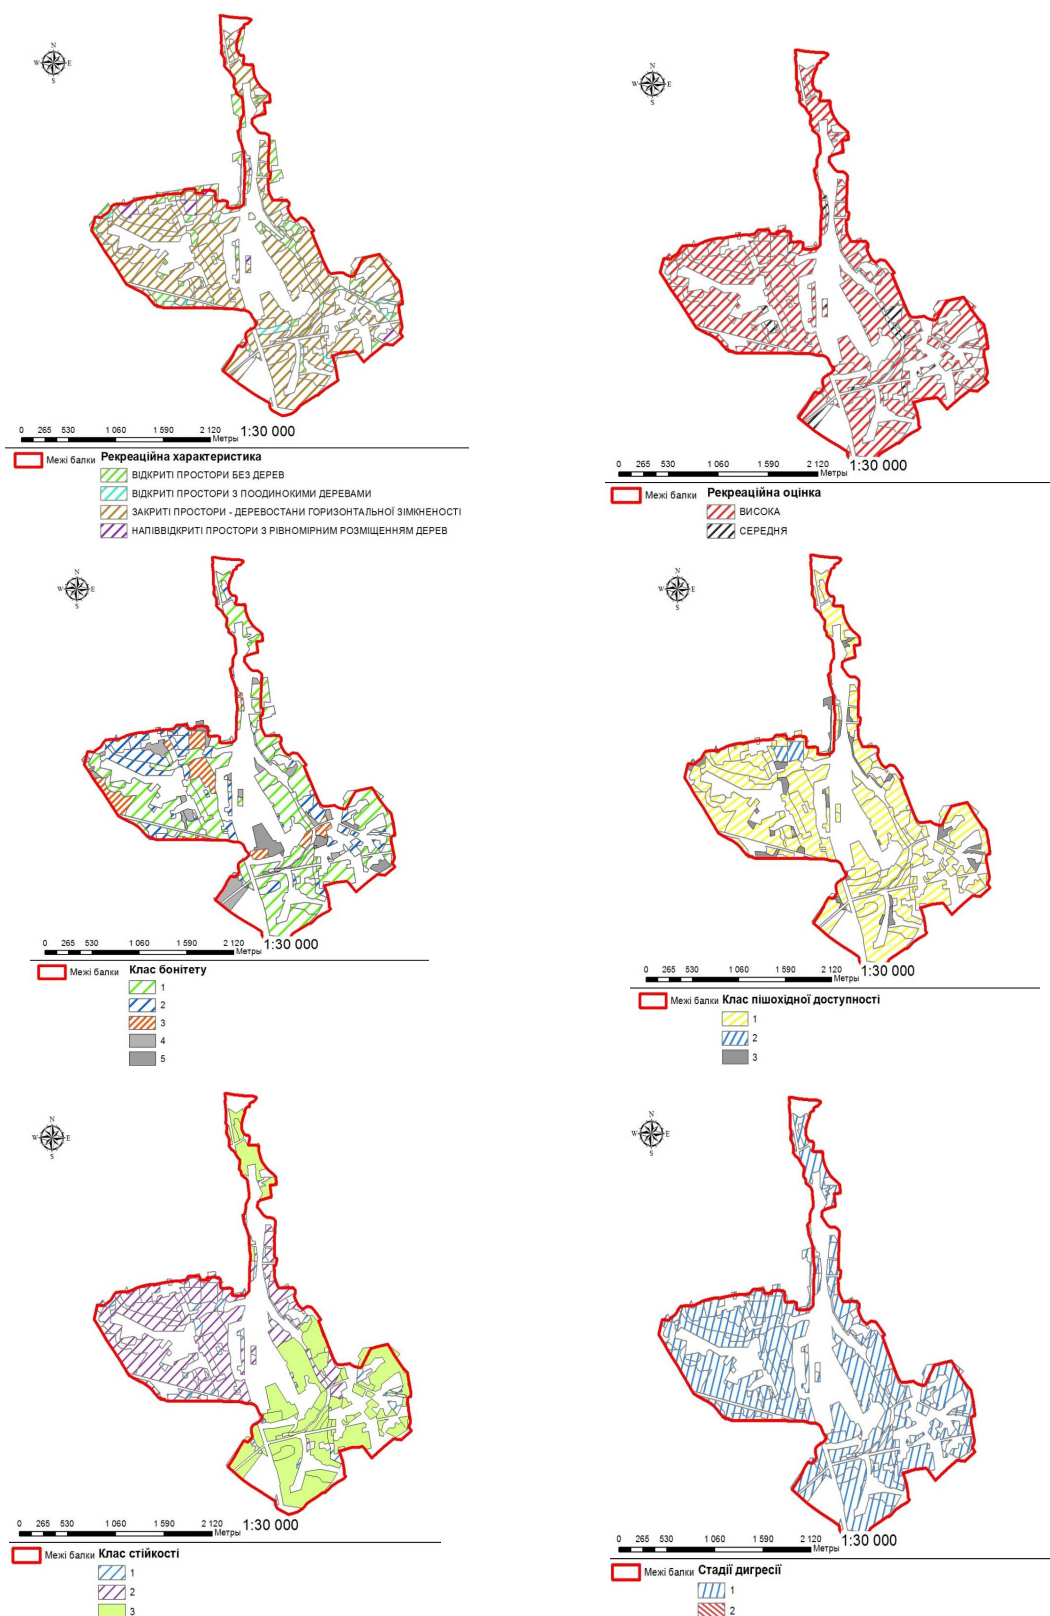 N
W E
S
0 265 530 1 060 1 590 2 120
Метры
1:30 000
Межі балки Рекреаційна характеристика
ВІДКРИТІ ПРОСТОРИ БЕЗ ДЕРЕВ
ВІДКРИТІ ПРОСТОРИ З ПООДИНОКИМИ ДЕРЕВАМИ
ЗАКРИТІ ПРОСТОРИ - ДЕРЕВОСТАНИ ГОРИЗОНТАЛЬНОЇ ЗІМКНЕНОСТІ
НАПІВВІДКРИТІ ПРОСТОРИ З РІВНОМІРНИМ РОЗМІЩЕННЯМ ДЕРЕВ
N
W E
S
0 265 530 1 060 1 590 2 120
Метры
1:30 000
Межі балки Рекреаційна оцінка
ВИСОКА
СЕРЕДНЯ
N
W E
S
0 265 530 1 060 1 590 2 120
Метры
1:30 000
Межі балки Клас бонітету
1
2
3
4
5
N
W E
S
0 265 530 1 060 1 590 2 120
Метры
1:30 000
Межі балки Клас пішохідної доступності
1
2
3
N
W E
S
0 265 530 1 060 1 590 2 120
Метры
1:30 000
Межі балки Клас стійкості
1
2
3
N
W E
S
0 265 530 1 060 1 590 2 120
Метры
1:30 000
Межі балки Стадії дигресії
1
2